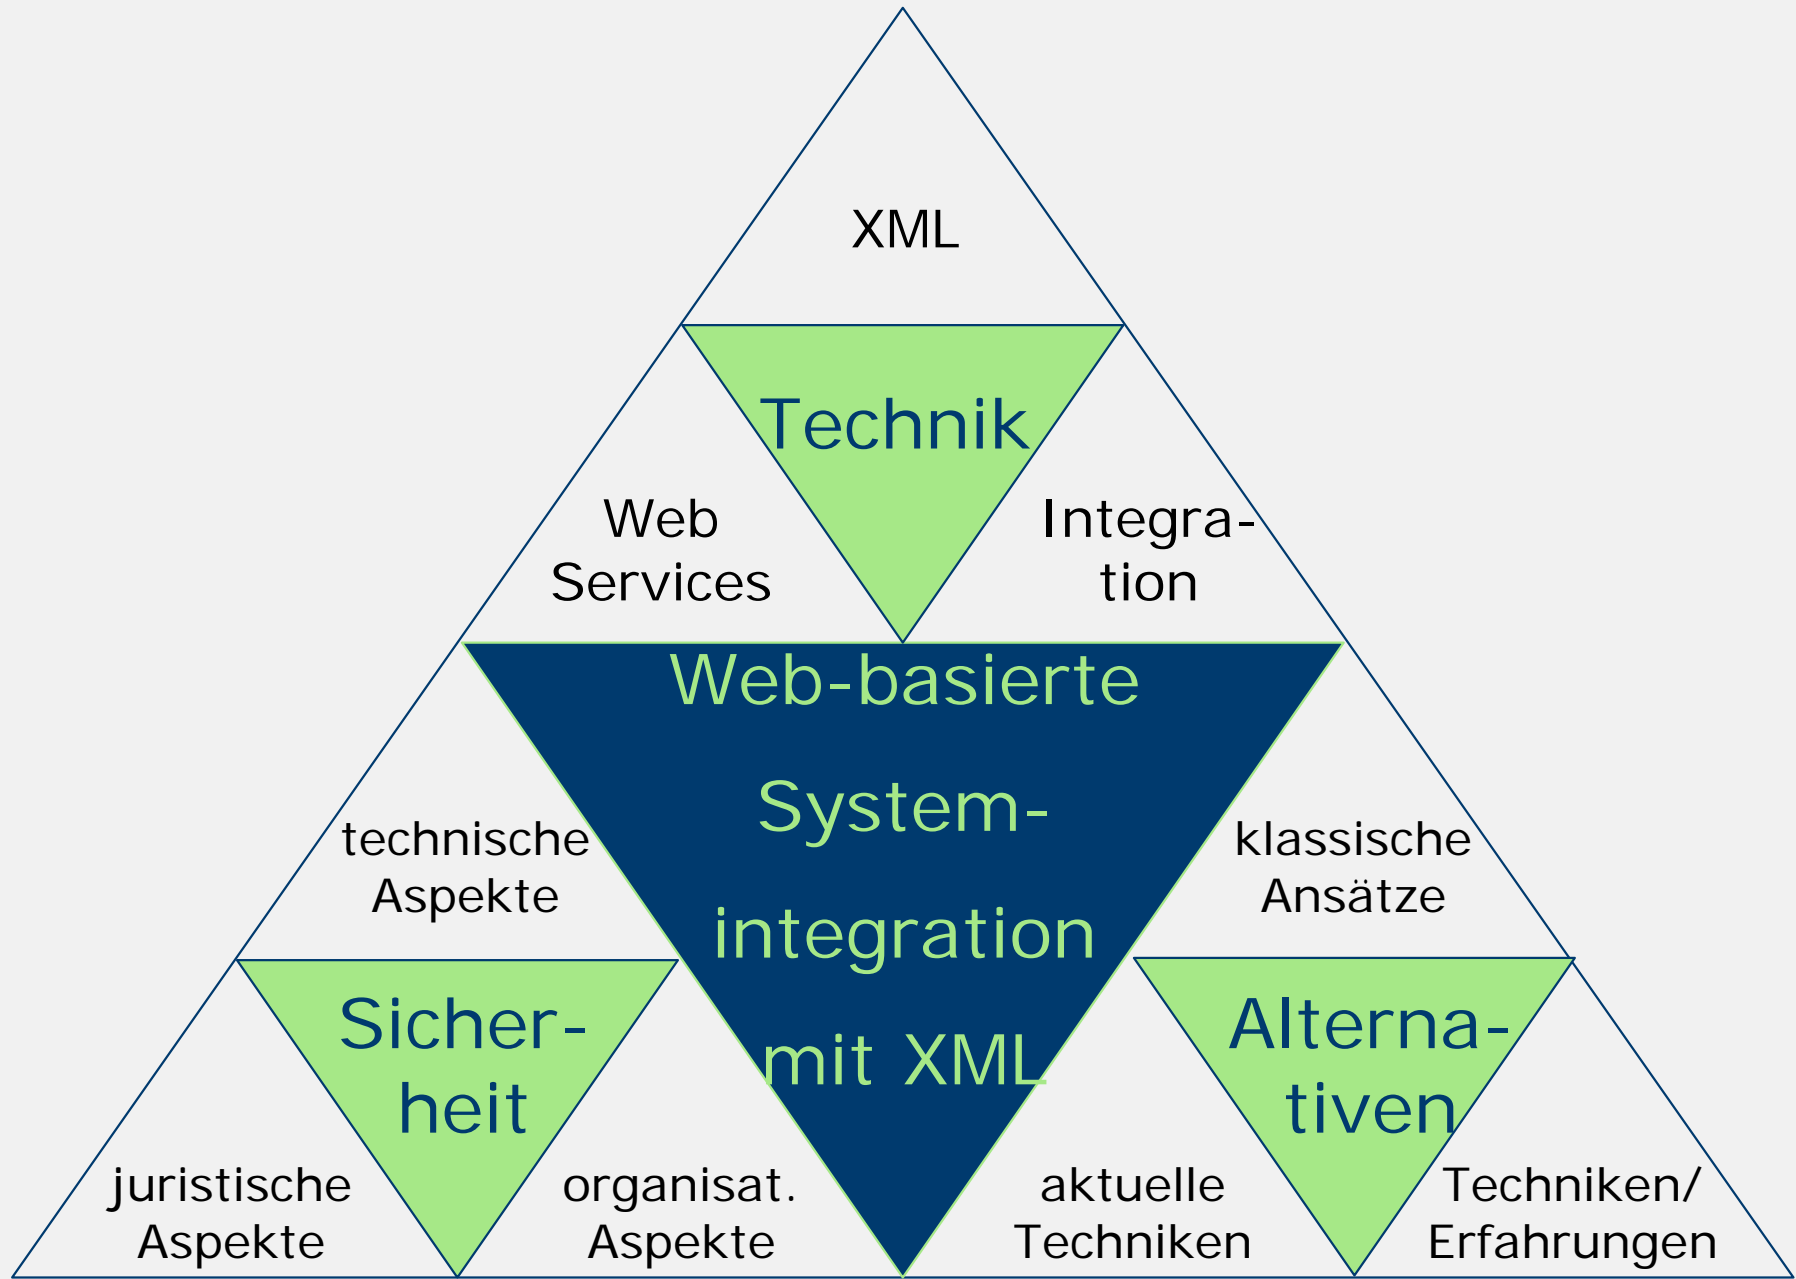 XML
Technik
Web
Services
Integra-
tion
Web-basierte
System-
integration
mit XML
technische
Aspekte
klassische
Ansätze
Sicher-
heit
Alterna-
tiven
juristische
Aspekte
organisat.
Aspekte
aktuelle
Techniken
Techniken/
Erfahrungen